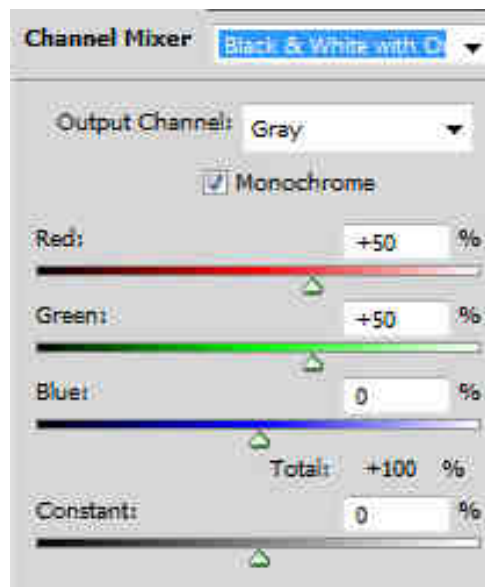 Channel Mixer Black & White with O
Output Channel: Gray
Monochrome
Red: +50 %
Green: +50 %
Blue: 0 %
Total: +100 %
Constant: 0 %